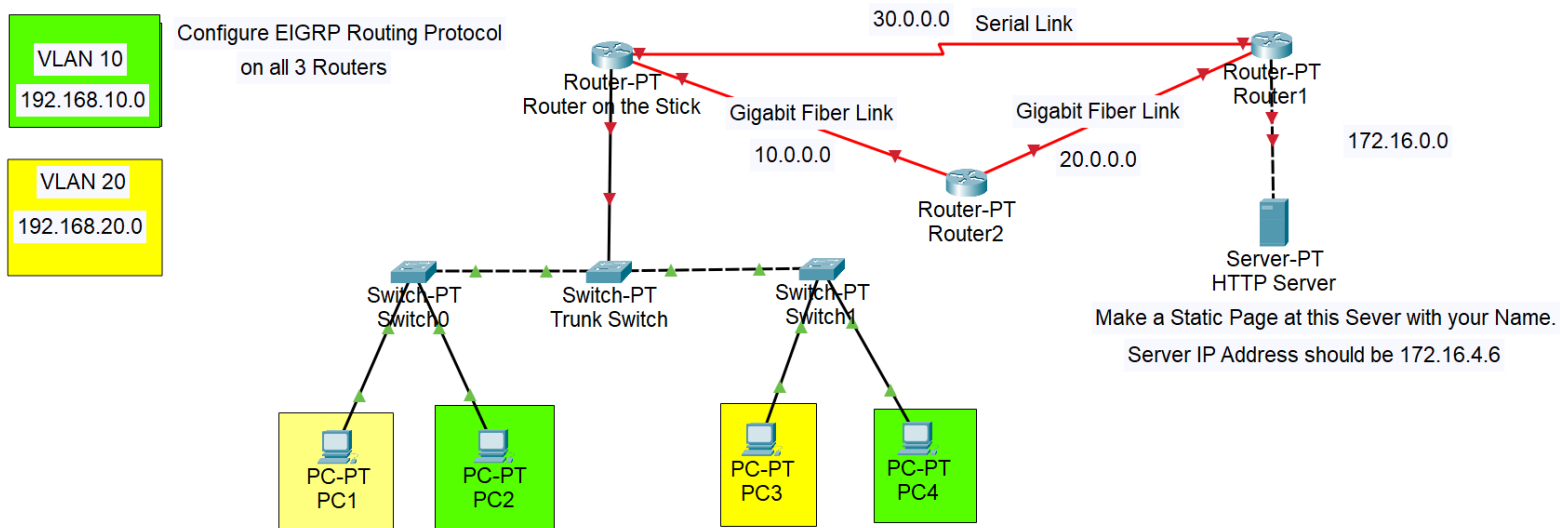 VLAN 10
192.168.10.0
Configure EIGRP Routing Protocol
on all 3 Routers
VLAN 20
192.168.20.0
30.0.0.0
Serial Link
Router-PT
Router on the Stick
Router-PT
Router1
Gigabit Fiber Link
10.0.0.0
Gigabit Fiber Link
20.0.0.0
172.16.0.0
Router-PT
Router2
Switch-PT
Switch0
Switch-PT
Trunk Switch
Switch-PT
Switch1
Server-PT
HTTP Server
Make a Static Page at this Sever with your Name.
Server IP Address should be 172.16.4.6
PC-PT
PC1
PC-PT
PC2
PC-PT
PC3
PC-PT
PC4